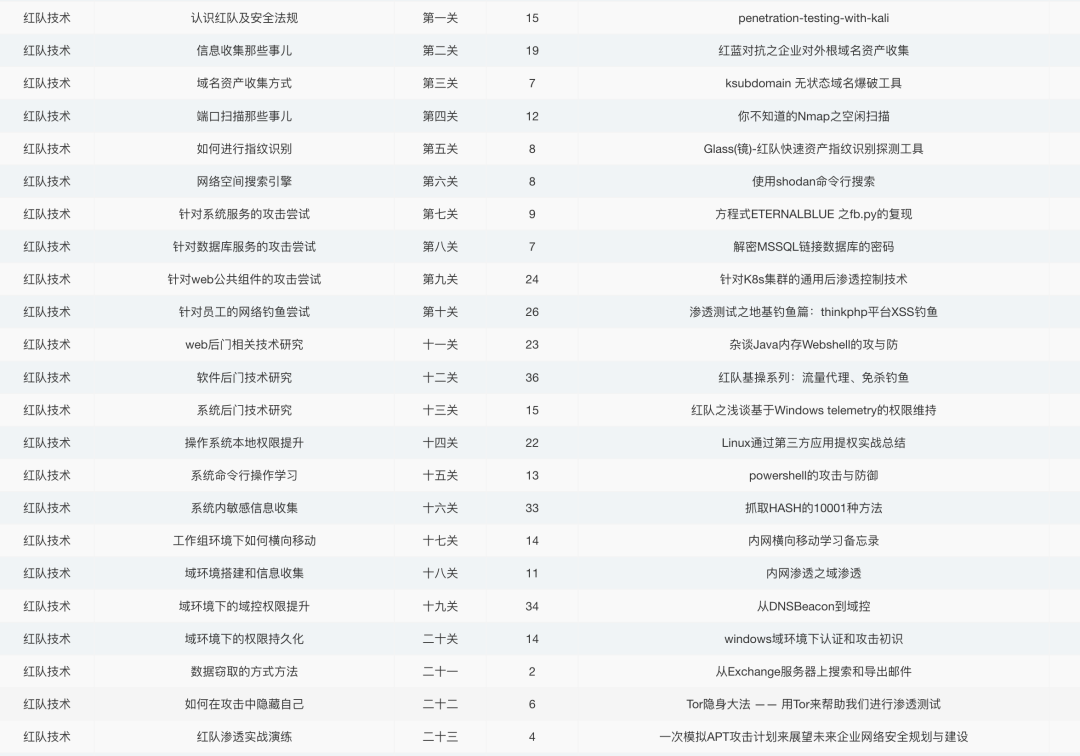 红队技术 认识红队及安全法规 第一关 15 penetration-testing-with-kali
红队技术 信息收集那些事儿 第二关 19 红蓝对抗之企业对外根域名资产收集
红队技术 域名资产收集方式 第三关 7 ksubdomain 无状态域名爆破工具
红队技术 端口扫描那些事儿 第四关 12 你不知道的Nmap之空闲扫描
红队技术 如何进行指纹识别 第五关 8 Glass(镜)-红队快速资产指纹识别探测工具
红队技术 网络空间搜索引擎 第六关 8 使用shodan命令行搜索
红队技术 针对系统服务的攻击尝试 第七关 9 方程式ETERNALBLUE 之fb.py的复现
红队技术 针对数据库服务的攻击尝试 第八关 7 解密MSSQL链接数据库的密码
红队技术 针对web公共组件的攻击尝试 第九关 24 针对K8s集群的通用后渗透控制技术
红队技术 针对员工的网络钓鱼尝试 第十关 26 渗透测试之地基钓鱼篇：thinkphp平台XSS钓鱼
红队技术 web后门相关技术研究 十一关 23 杂谈Java内存Webshell的攻与防
红队技术 软件后门技术研究 十二关 36 红队基操系列：流量代理、免杀钓鱼
红队技术 系统后门技术研究 十三关 15 红队之浅谈基于Windows telemetry的权限维持
红队技术 操作系统本地权限提升 十四关 22 Linux通过第三方应用提权实战总结
红队技术 系统命令行操作学习 十五关 13 powershell的攻击与防御
红队技术 系统内敏感信息收集 十六关 33 抓取HASH的10001种方法
红队技术 工作组环境下如何横向移动 十七关 14 内网横向移动学习备忘录
红队技术 域环境搭建和信息收集 十八关 11 内网渗透之域渗透
红队技术 域环境下的域控权限提升 十九关 34 从DNSBeacon到域控
红队技术 域环境下的权限持久化 二十关 14 windows域环境下认证和攻击初识
红队技术 数据窃取的方式方法 二十一 2 从Exchange服务器上搜索和导出邮件
红队技术 如何在攻击中隐藏自己 二十二 6 Tor隐身大法 —— 用Tor来帮助我们进行渗透测试
红队技术 红队渗透实战演练 二十三 4 一次模拟APT攻击计划来展望未来企业网络安全规划与建设